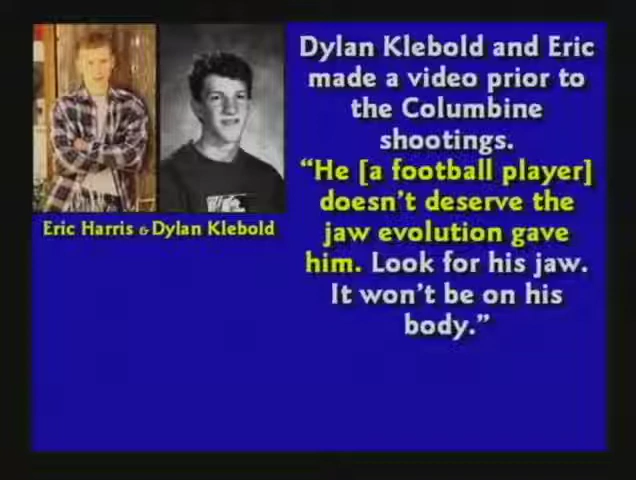 Dylan Klebold and Eric
made a video prior to
the Columbine
shootings.
“He [a football player]
doesn’t deserve the
jaw evolution gave
him. Look for his jaw.
It won’t be on his
body.”
Eric Harris & Dylan Klebold